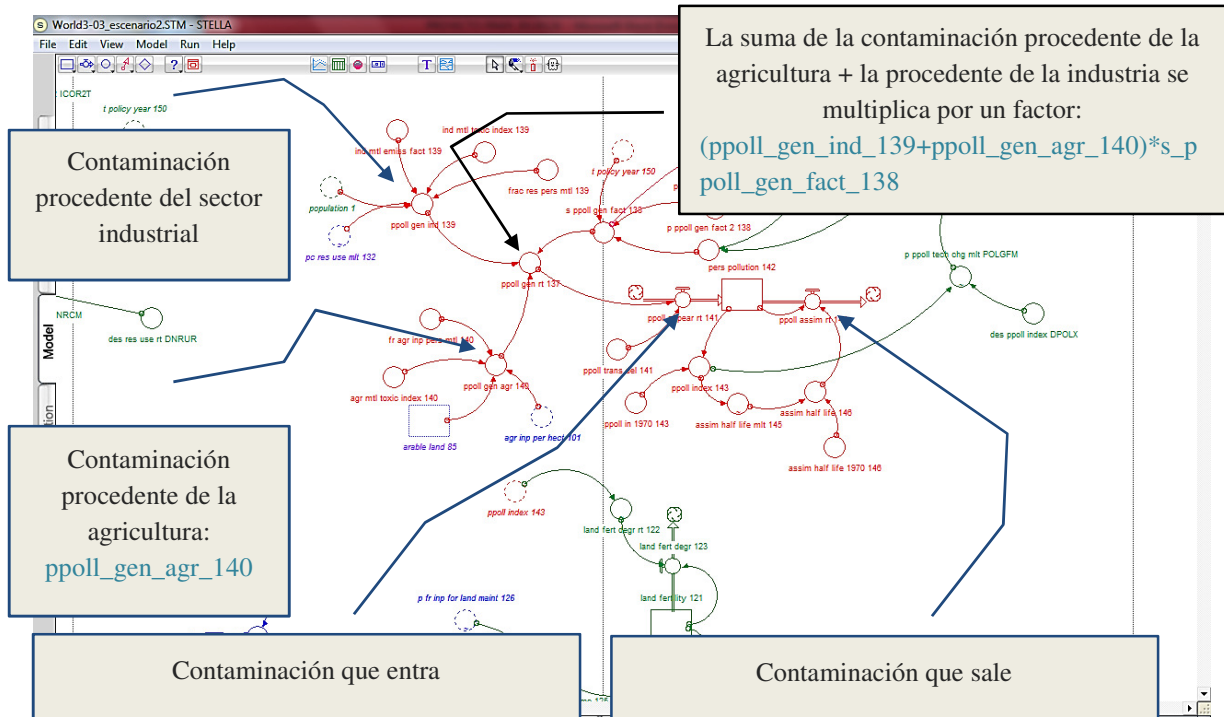 World3-03_escenario2.STM - STELLA
File Edit View Model Run Help
La suma de la contaminación procedente de la
agricultura + la procedente de la industria se
multiplica por un factor:
(ppoll_gen_ind_139+ppoll_gen_agr_140)*s_p
poll_gen_fact_138
ICOR2T
t policy year 150
ind mtl toxic index 139
ind mtl emiss fact 139
frac res pers mtl 139
t policy year 150
Contaminación
procedente del sector
industrial
population 1
ppoll gen ind 139
s ppoll gen fact 138
p ppoll gen fact 2 138
pc res use mlt 132
ppoll gen rt 137
pers pollution 142
p ppoll tech chg mlt POLGFM
NRCM
des res use rt DNRUR
Model
ppoll appear rt 141
ppoll assim rt
des ppoll index DPOLX
fr agr inp pers mtl 140
ppoll trans del 141
ppoll gen agr 140
ppoll index 143
agr mtl toxic index 140
assim half life 146
ppoll in 1970 143
assim half life mlt 145
arable land 85
agr inp per hect 101
assim half life 1970 146
Contaminación
procedente de la
agricultura:
ppoll_gen_agr_140
ppoll index 143
land fert degr rt 122
land fert degr 123
p fr inp for land maint 126
land fertility 121
Contaminación que entra
Contaminación que sale